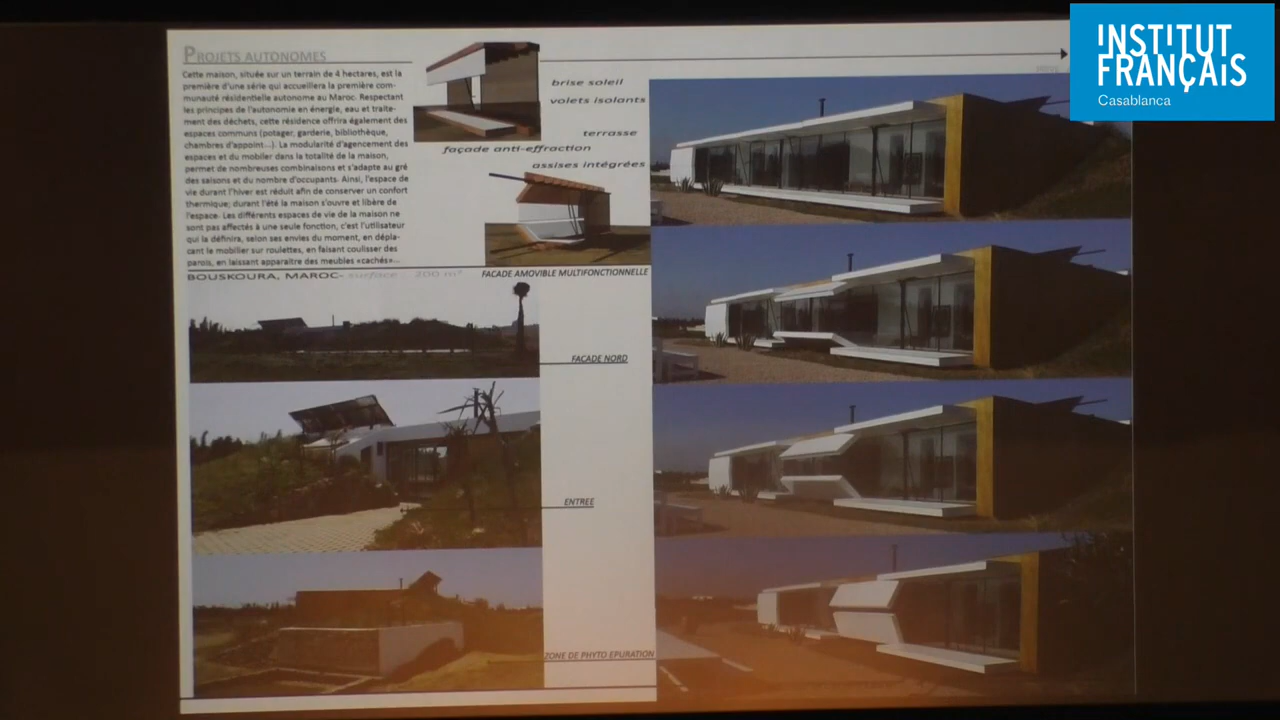 PROJETS AUTONOMES
Cette maison, située sur un terrain de 4 hectares, est la
première d'une série qui accueillera la première com-
munauté résidentielle autonome au Maroc. Respectant
les principes de l'autonomie en énergie, eau et traite-
ment des déchets, cette résidence offrira également des
espaces communs (potager, garderie, bibliothèque,
chambres d'appoint...). La modularité d'agencement des
espaces et du mobilier dans la totalité de la maison,
permet de nombreuses combinaisons et s'adapte au gré
des saisons et du nombre d'occupants. Ainsi, l'espace de
vie durant l'hiver est réduit afin de conserver un confort
thermique; durant l'été la maison s'ouvre et libère de
l'espace. Les différents espaces de vie de la maison ne
sont pas affectés à une seule fonction, c'est l'utilisateur
qui la définira, selon ses envies du moment, en dépla-
cant le mobilier sur roulettes, en faisant coulisser des
parois, en laissant apparaitre des meubles «cachés»...
BOUSKOURA, MAROC- surface : 200 m²
brise soleil
volets isolants
terrasse
façade anti-effraction
assises intégrées
FACADE AMOVIBLE MULTIFONCTIONNELLE
FACADE NORD
ENTREE
ZONE DE PHYTO EPURATION
INSTITUT
FRANÇAIS
Casablanca